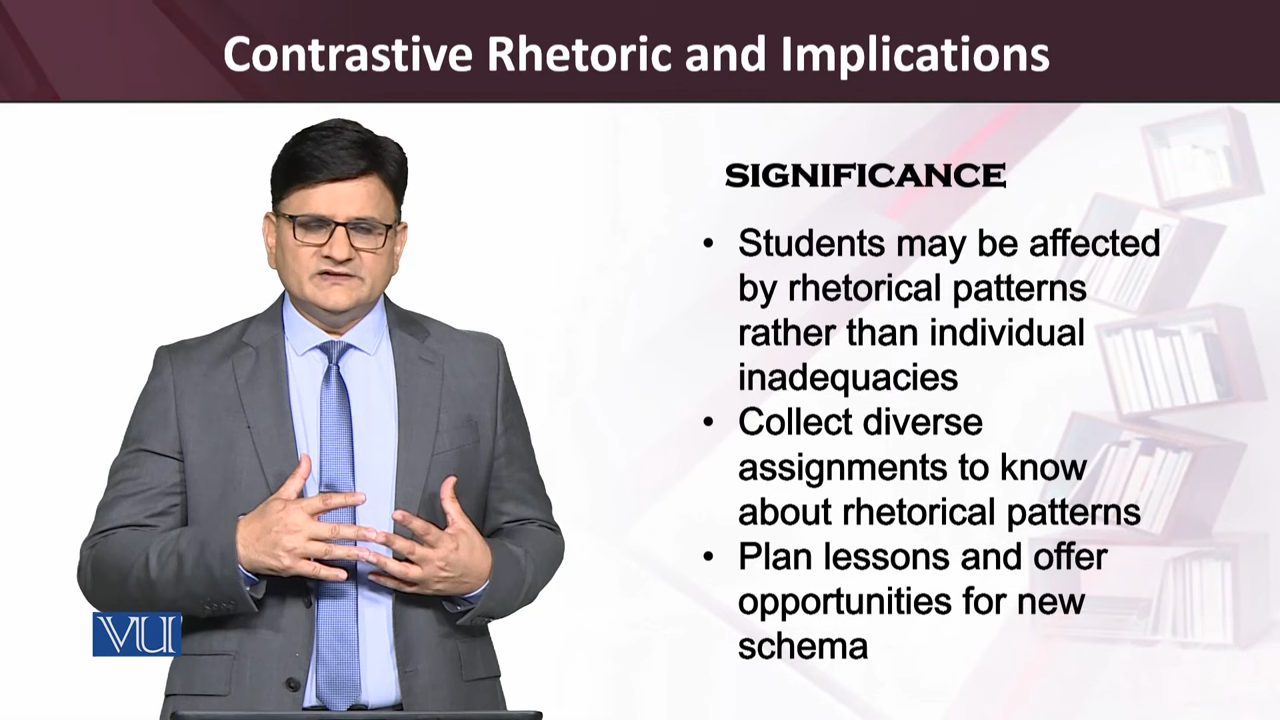 Contrastive Rhetoric and Implications
SIGNIFICANCE
• Students may be affected
by rhetorical patterns
rather than individual
inadequacies
• Collect diverse
assignments to know
about rhetorical patterns
• Plan lessons and offer
opportunities for new
schema
VU